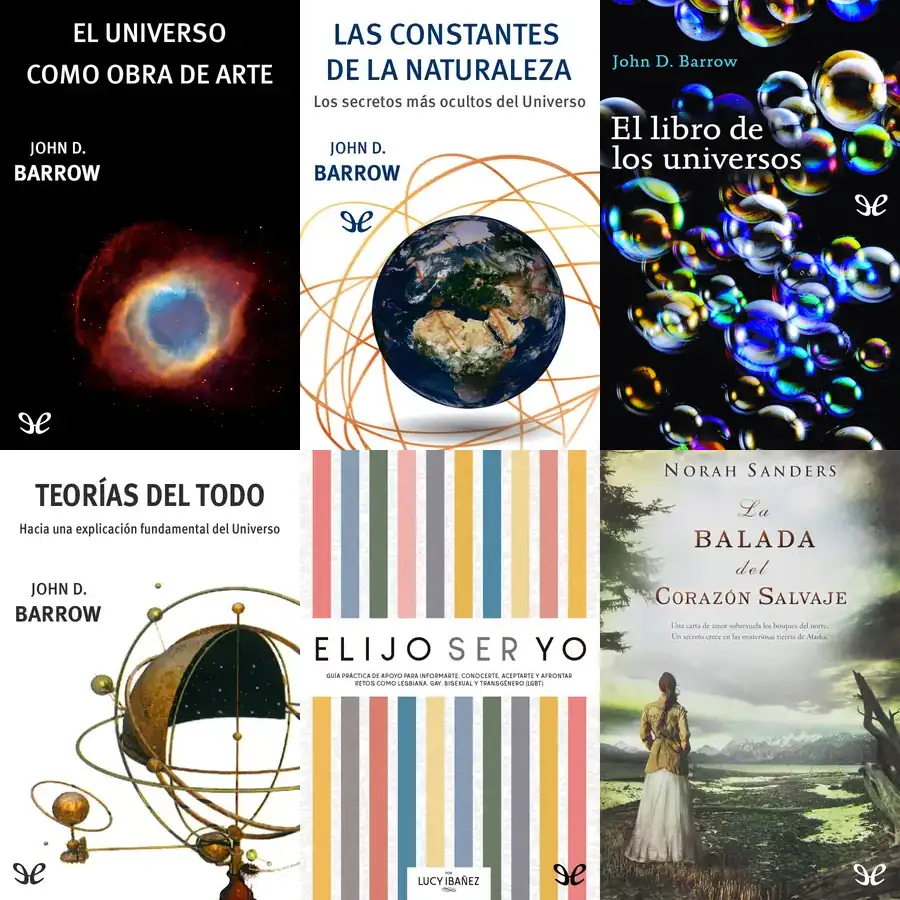 EL UNIVERSO
COMO OBRA DE ARTE
JOHN D.
BARROW
LAS CONSTANTES
DE LA NATURALEZA
Los secretos más ocultos del Universo
JOHN D.
BARROW
John D. Barrow
El libro de
los universos
TEORÍAS DEL TODO
Hacia una explicación fundamental del Universo
JOHN D.
BARROW
ELIJO SER YO
GUÍA PRÁCTICA DE APOYO PARA INFORMARTE, CONOCERTE, ACEPTARTE Y AFRONTAR
RETOS COMO LESBIANA, GAY, BISEXUAL Y TRANSGÉNERO (LGBT)
POR
LUCY IBAÑEZ
NORAH SANDERS
La
BALADA
del
CORAZÓN SALVAJE
Una carta de amor sobrevuela los bosques del norte.
Un secreto crece en las misteriosas tierras de Alaska.